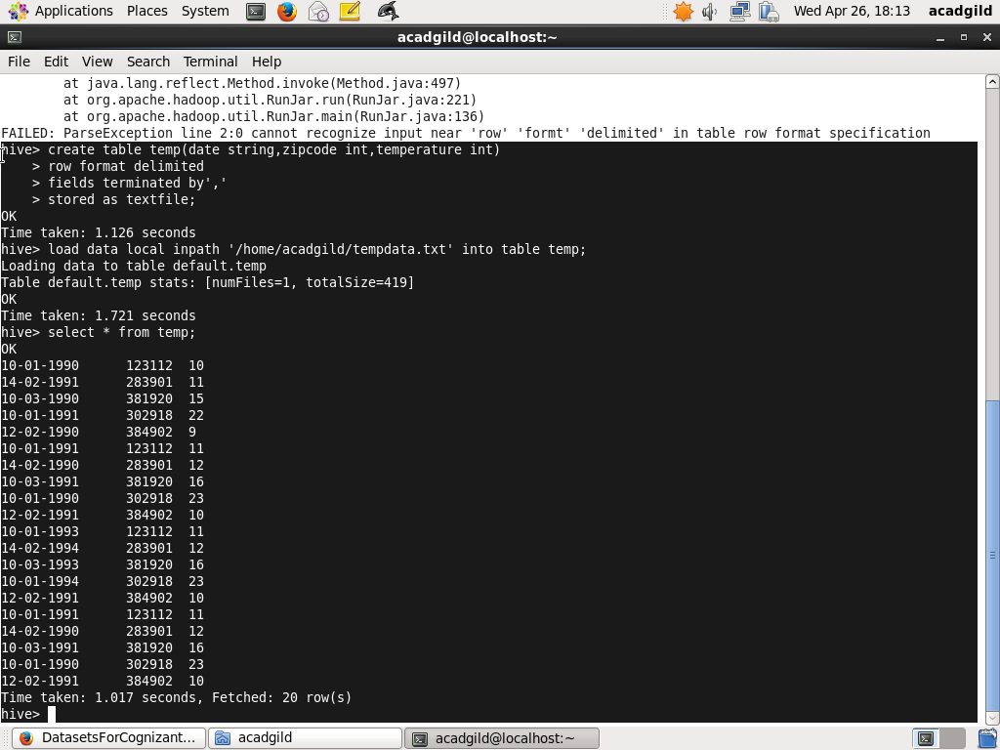 Applications Places System Wed Apr 26, 18:13 acadgild
acadgild@localhost:~
File Edit View Search Terminal Help
at java.lang.reflect.Method.invoke(Method.java:497)
at org.apache.hadoop.util.RunJar.run(RunJar.java:221)
at org.apache.hadoop.util.RunJar.main(RunJar.java:136)
FAILED: ParseException line 2:0 cannot recognize input near 'row' 'formt' 'delimited' in table row format specification
hive> create table temp(date string,zipcode int,temperature int)
> row format delimited
> fields terminated by','
> stored as textfile;
OK
Time taken: 1.126 seconds
hive> load data local inpath '/home/acadgild/tempdata.txt' into table temp;
Loading data to table default.temp
Table default.temp stats: [numFiles=1, totalSize=419]
OK
Time taken: 1.721 seconds
hive> select * from temp;
OK
10-01-1990 123112 10
14-02-1991 283901 11
10-03-1990 381920 15
10-01-1991 302918 22
12-02-1990 384902 9
10-01-1991 123112 11
14-02-1990 283901 12
10-03-1991 381920 16
10-01-1990 302918 23
12-02-1991 384902 10
10-01-1993 123112 11
14-02-1994 283901 12
10-03-1993 381920 16
10-01-1994 302918 23
12-02-1991 384902 10
10-01-1991 123112 11
14-02-1990 283901 12
10-03-1991 381920 16
10-01-1990 302918 23
12-02-1991 384902 10
Time taken: 1.017 seconds, Fetched: 20 row(s)
hive>
DatasetsForCognizant... acadgild acadgild@localhost:~